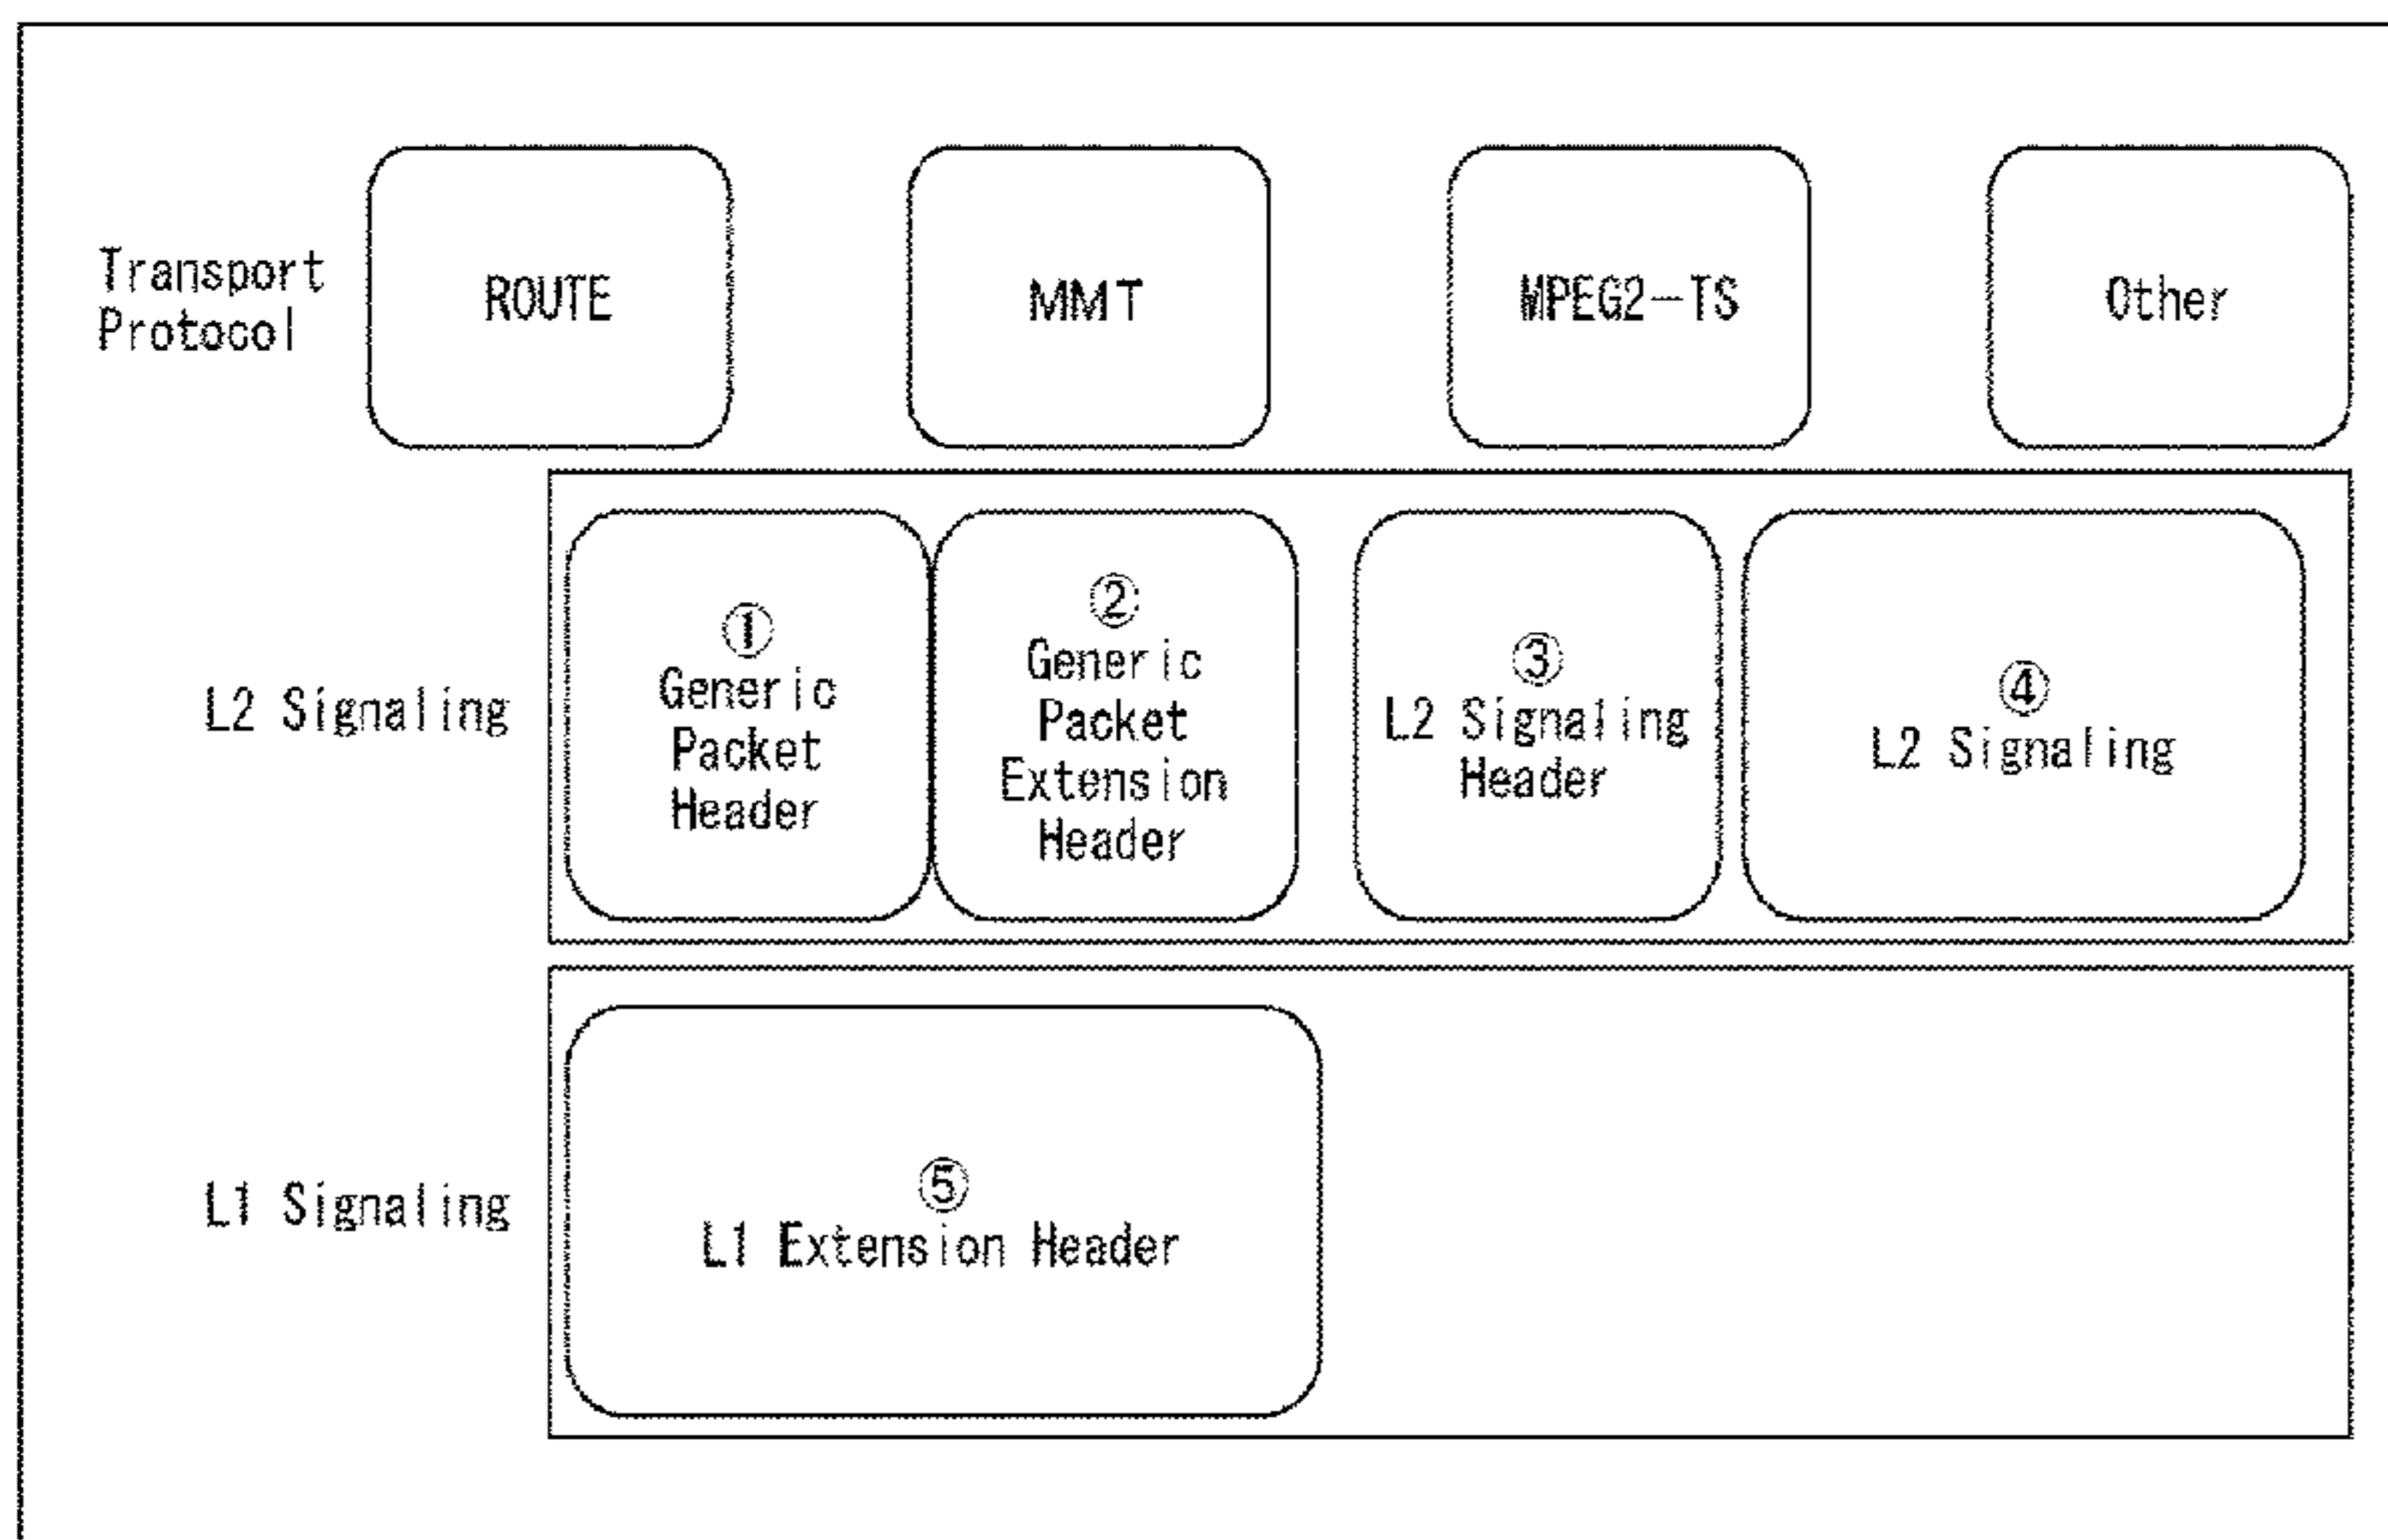 Transport
Protocol
ROUTE
MMT
MPEG2-TS
Other
L2 Signaling
①
Generic
Packet
Header
②
Generic
Packet
Extension
Header
③
L2 Signaling
Header
④
L2 Signaling
L1 Signaling
⑤
L1 Extension Header